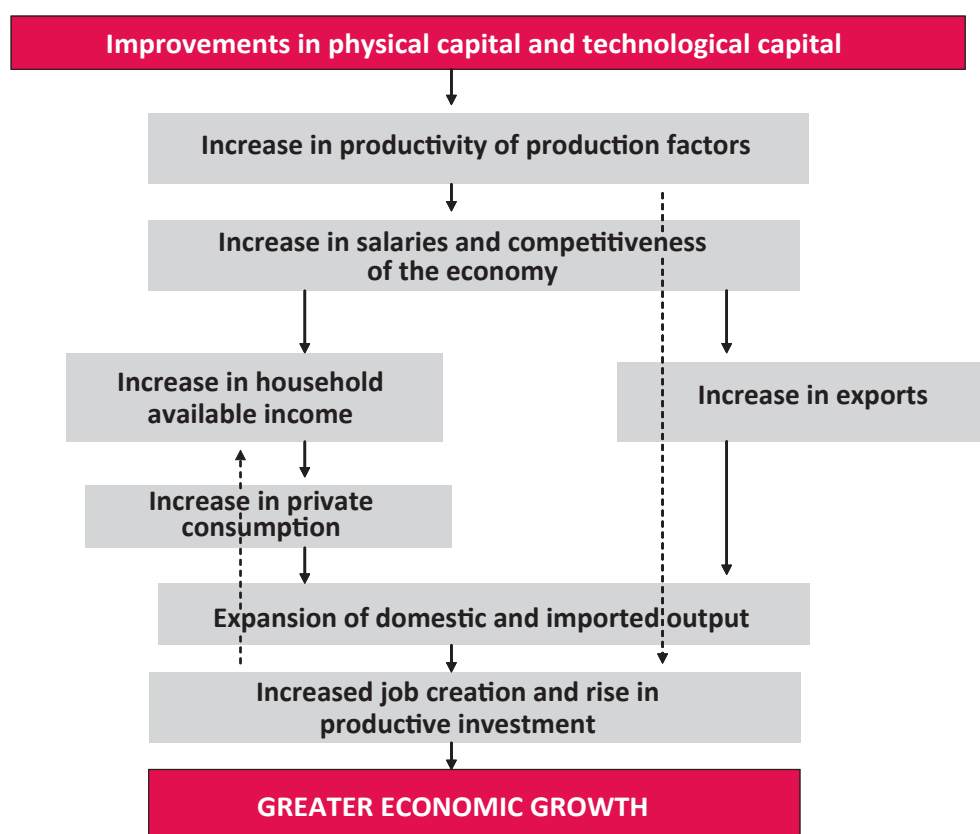 Improvements in physical capital and technological capital
Increase in productivity of production factors
Increase in salaries and competitiveness
of the economy
Increase in household
available income
Increase in exports
Increase in private
consumption
Expansion of domestic and imported output
Increased job creation and rise in
productive investment
GREATER ECONOMIC GROWTH